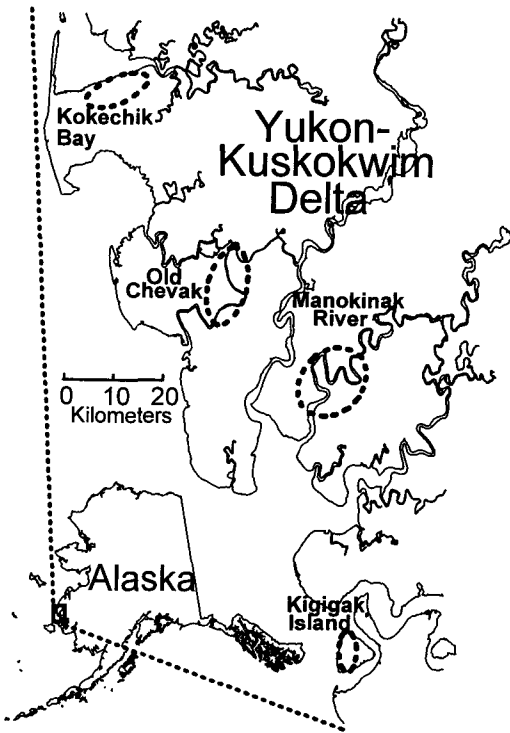 Kokechik
Bay
Yukon-
Kuskokwim
Delta
Old
Chevak
Manokinak
River
0 10 20
Kilometers
Alaska
Kigigak
Island